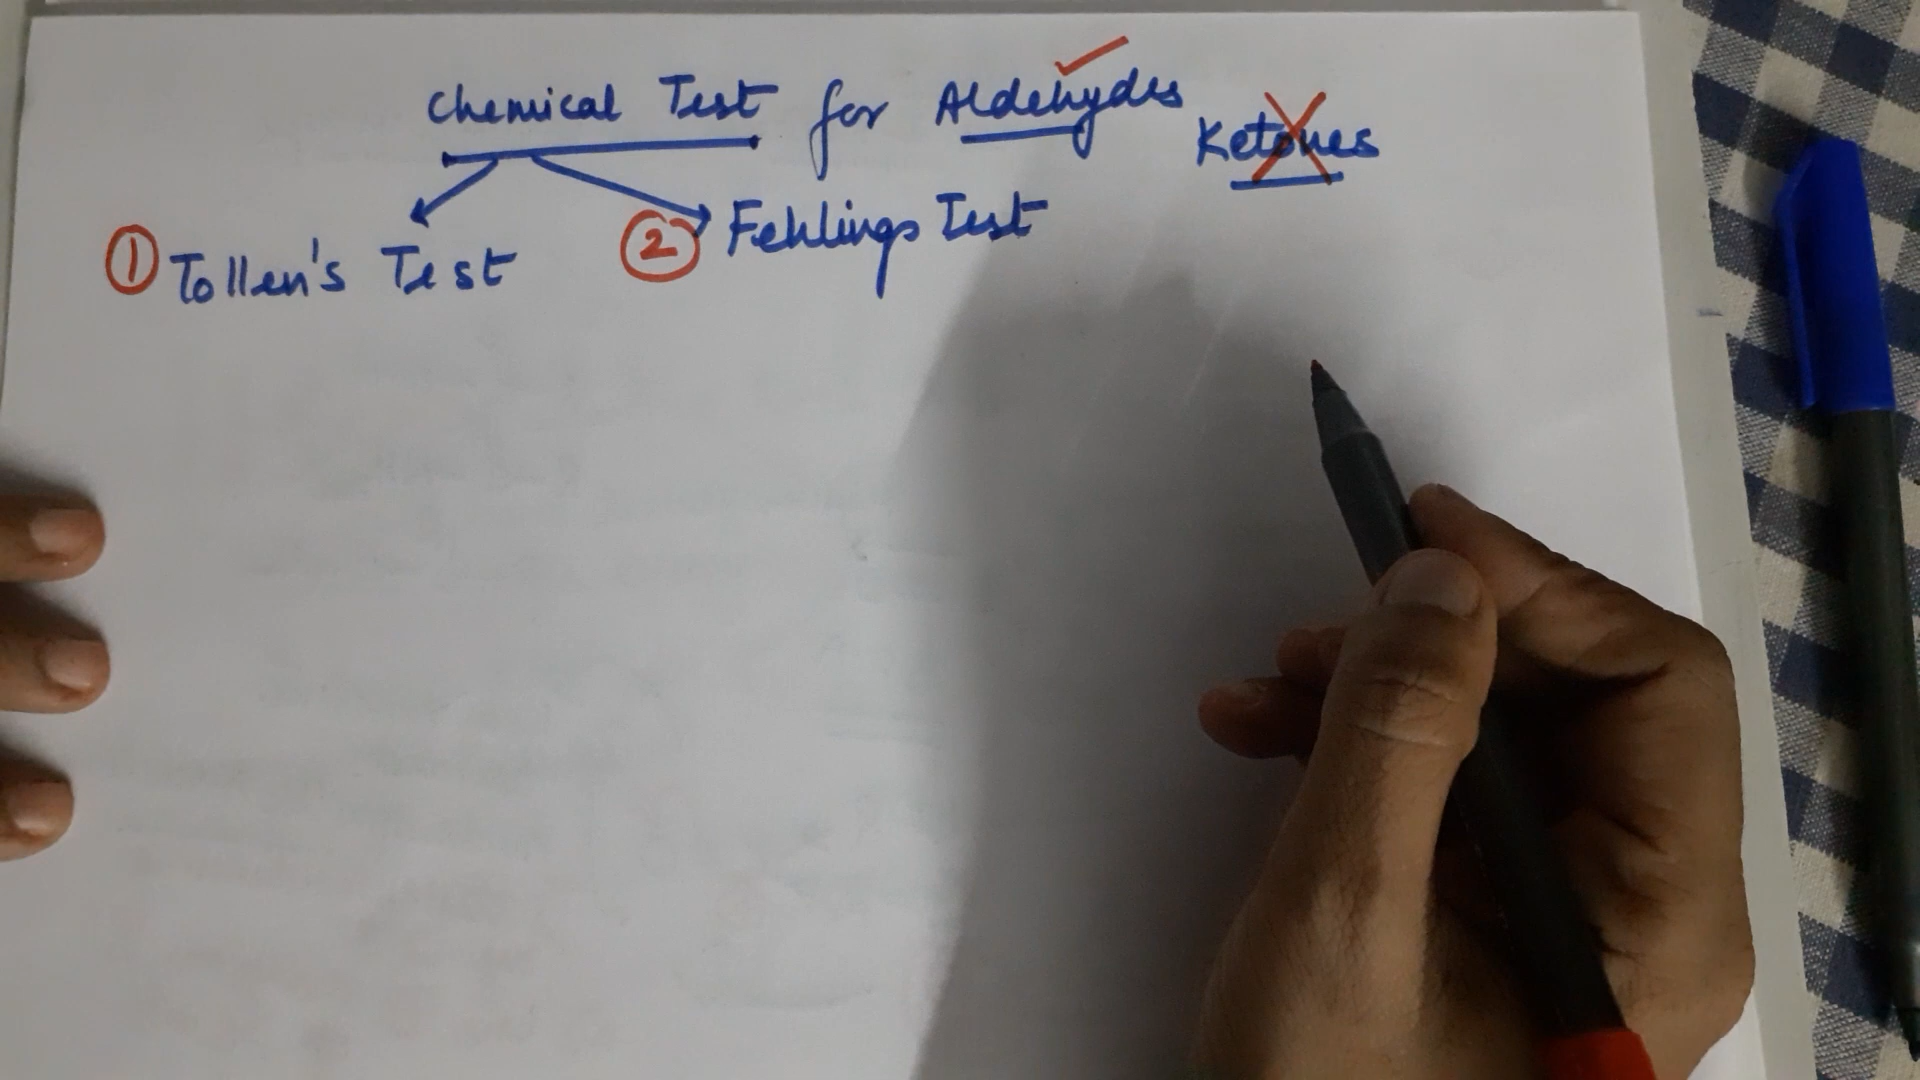 Chemical Test for Aldehydes
Ketones
① Tollen's Test
② Fehlings Test